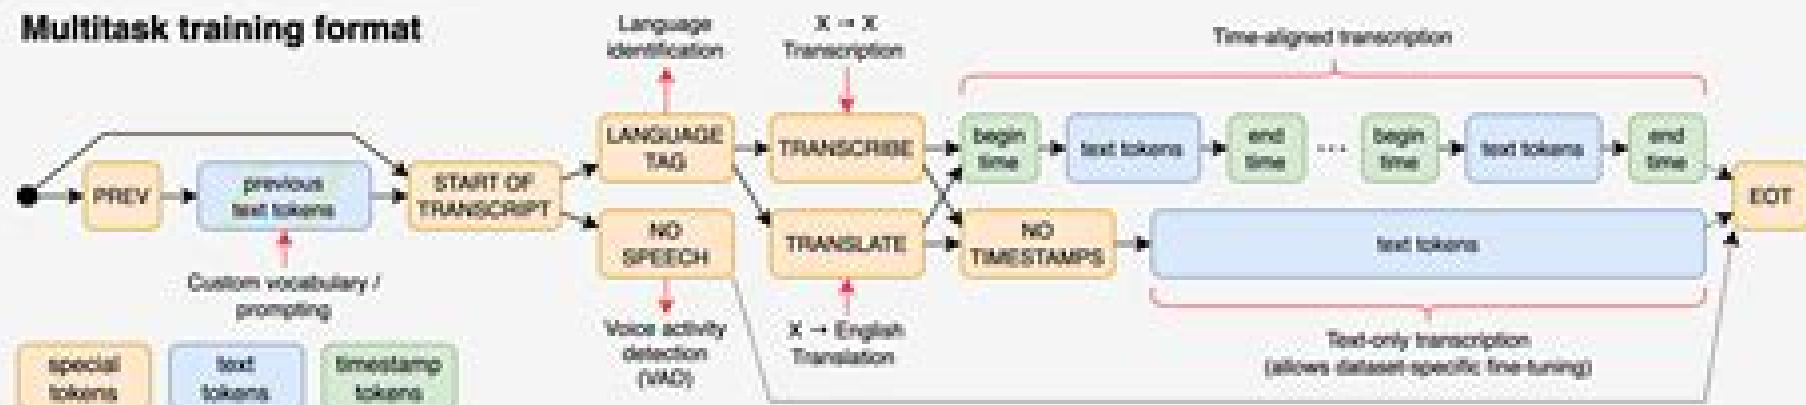 Multitask training format
Language
identification
X → X
Transcription
Time-aligned transcription
PREV
previous
text tokens
START OF
TRANSCRIPT
LANGUAGE
TAG
TRANSCRIBE
begin
time
text tokens
end
time
...
begin
time
text tokens
end
time
EOT
NO
SPEECH
TRANSLATE
NO
TIMESTAMPS
text tokens
Custom vocabulary /
prompting
Voice activity
detection
(VAD)
X → English
Translation
Text-only transcription
(allows dataset-specific fine-tuning)
special
tokens
text
tokens
timestamp
tokens